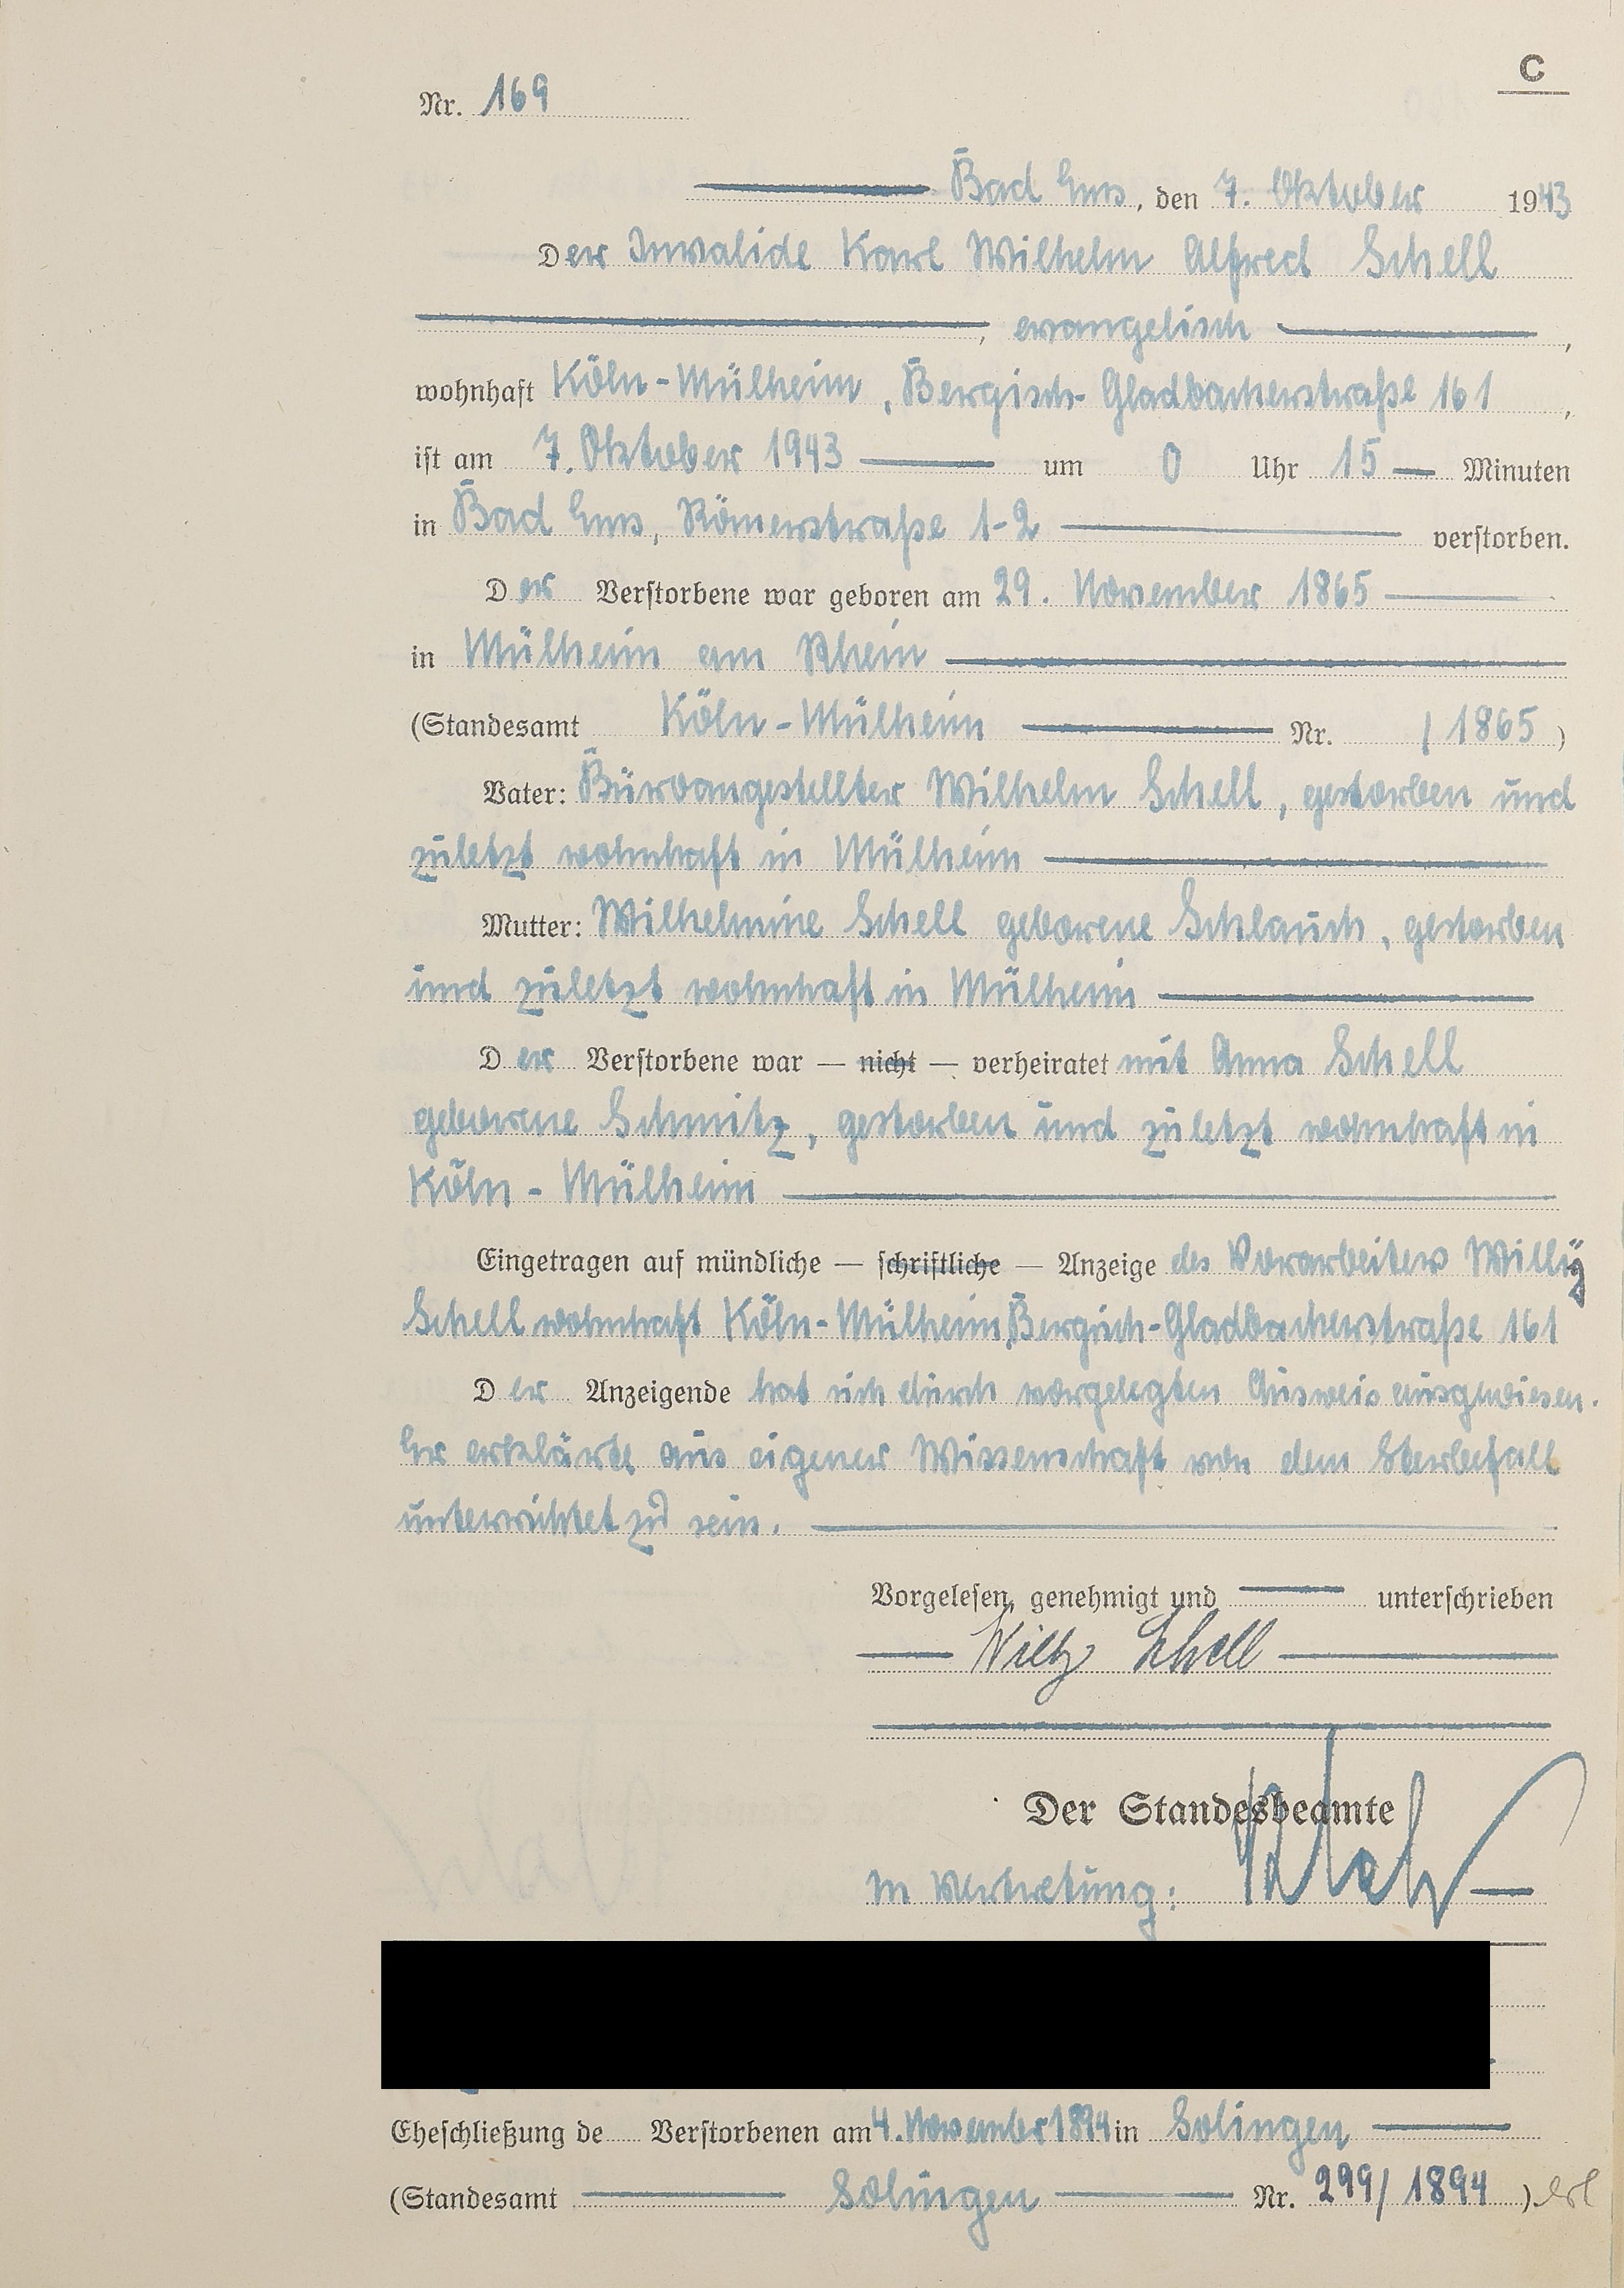 C
Nr. 169
Bad Ems, den 7. Oktober 1943
Der Invalide Karl Wilhelm Alfred Schell
, evangelisch ,
wohnhaft Köln-Mülheim, Bergisch-Gladbacherstraße 161 ,
ist am 7. Oktober 1943 um 0 Uhr 15 Minuten
in Bad Ems, Römerstraße 1-2 verstorben.
Der Verstorbene war geboren am 29. November 1865
in Mülheim am Rhein
(Standesamt Köln-Mülheim Nr. / 1865 )
Vater: Büroangestellter Wilhelm Schell, gestorben und
zuletzt wohnhaft in Mülheim
Mutter: Wilhelmine Schell geborene Schlauch, gestorben
und zuletzt wohnhaft in Mülheim
Der Verstorbene war — nicht — verheiratet mit Anna Schell
geborene Schmitz, gestorben und zuletzt wohnhaft in
Köln-Mülheim
Eingetragen auf mündliche — schriftliche — Anzeige des Vorarbeiters Willÿ
Schell wohnhaft Köln-Mülheim, Bergisch-Gladbacherstraße 161
Der Anzeigende hat sich durch vorgelegten Ausweis ausgewiesen.
Er erklärte aus eigener Wissenschaft von dem Sterbefall
unterrichtet zu sein.
Vorgelesen, genehmigt und unterschrieben
Willy Schell
Der Standesbeamte
In Vertretung:
Eheschließung de Verstorbenen am 4. November 1894 in Solingen
(Standesamt Solingen Nr. 299/1894 )